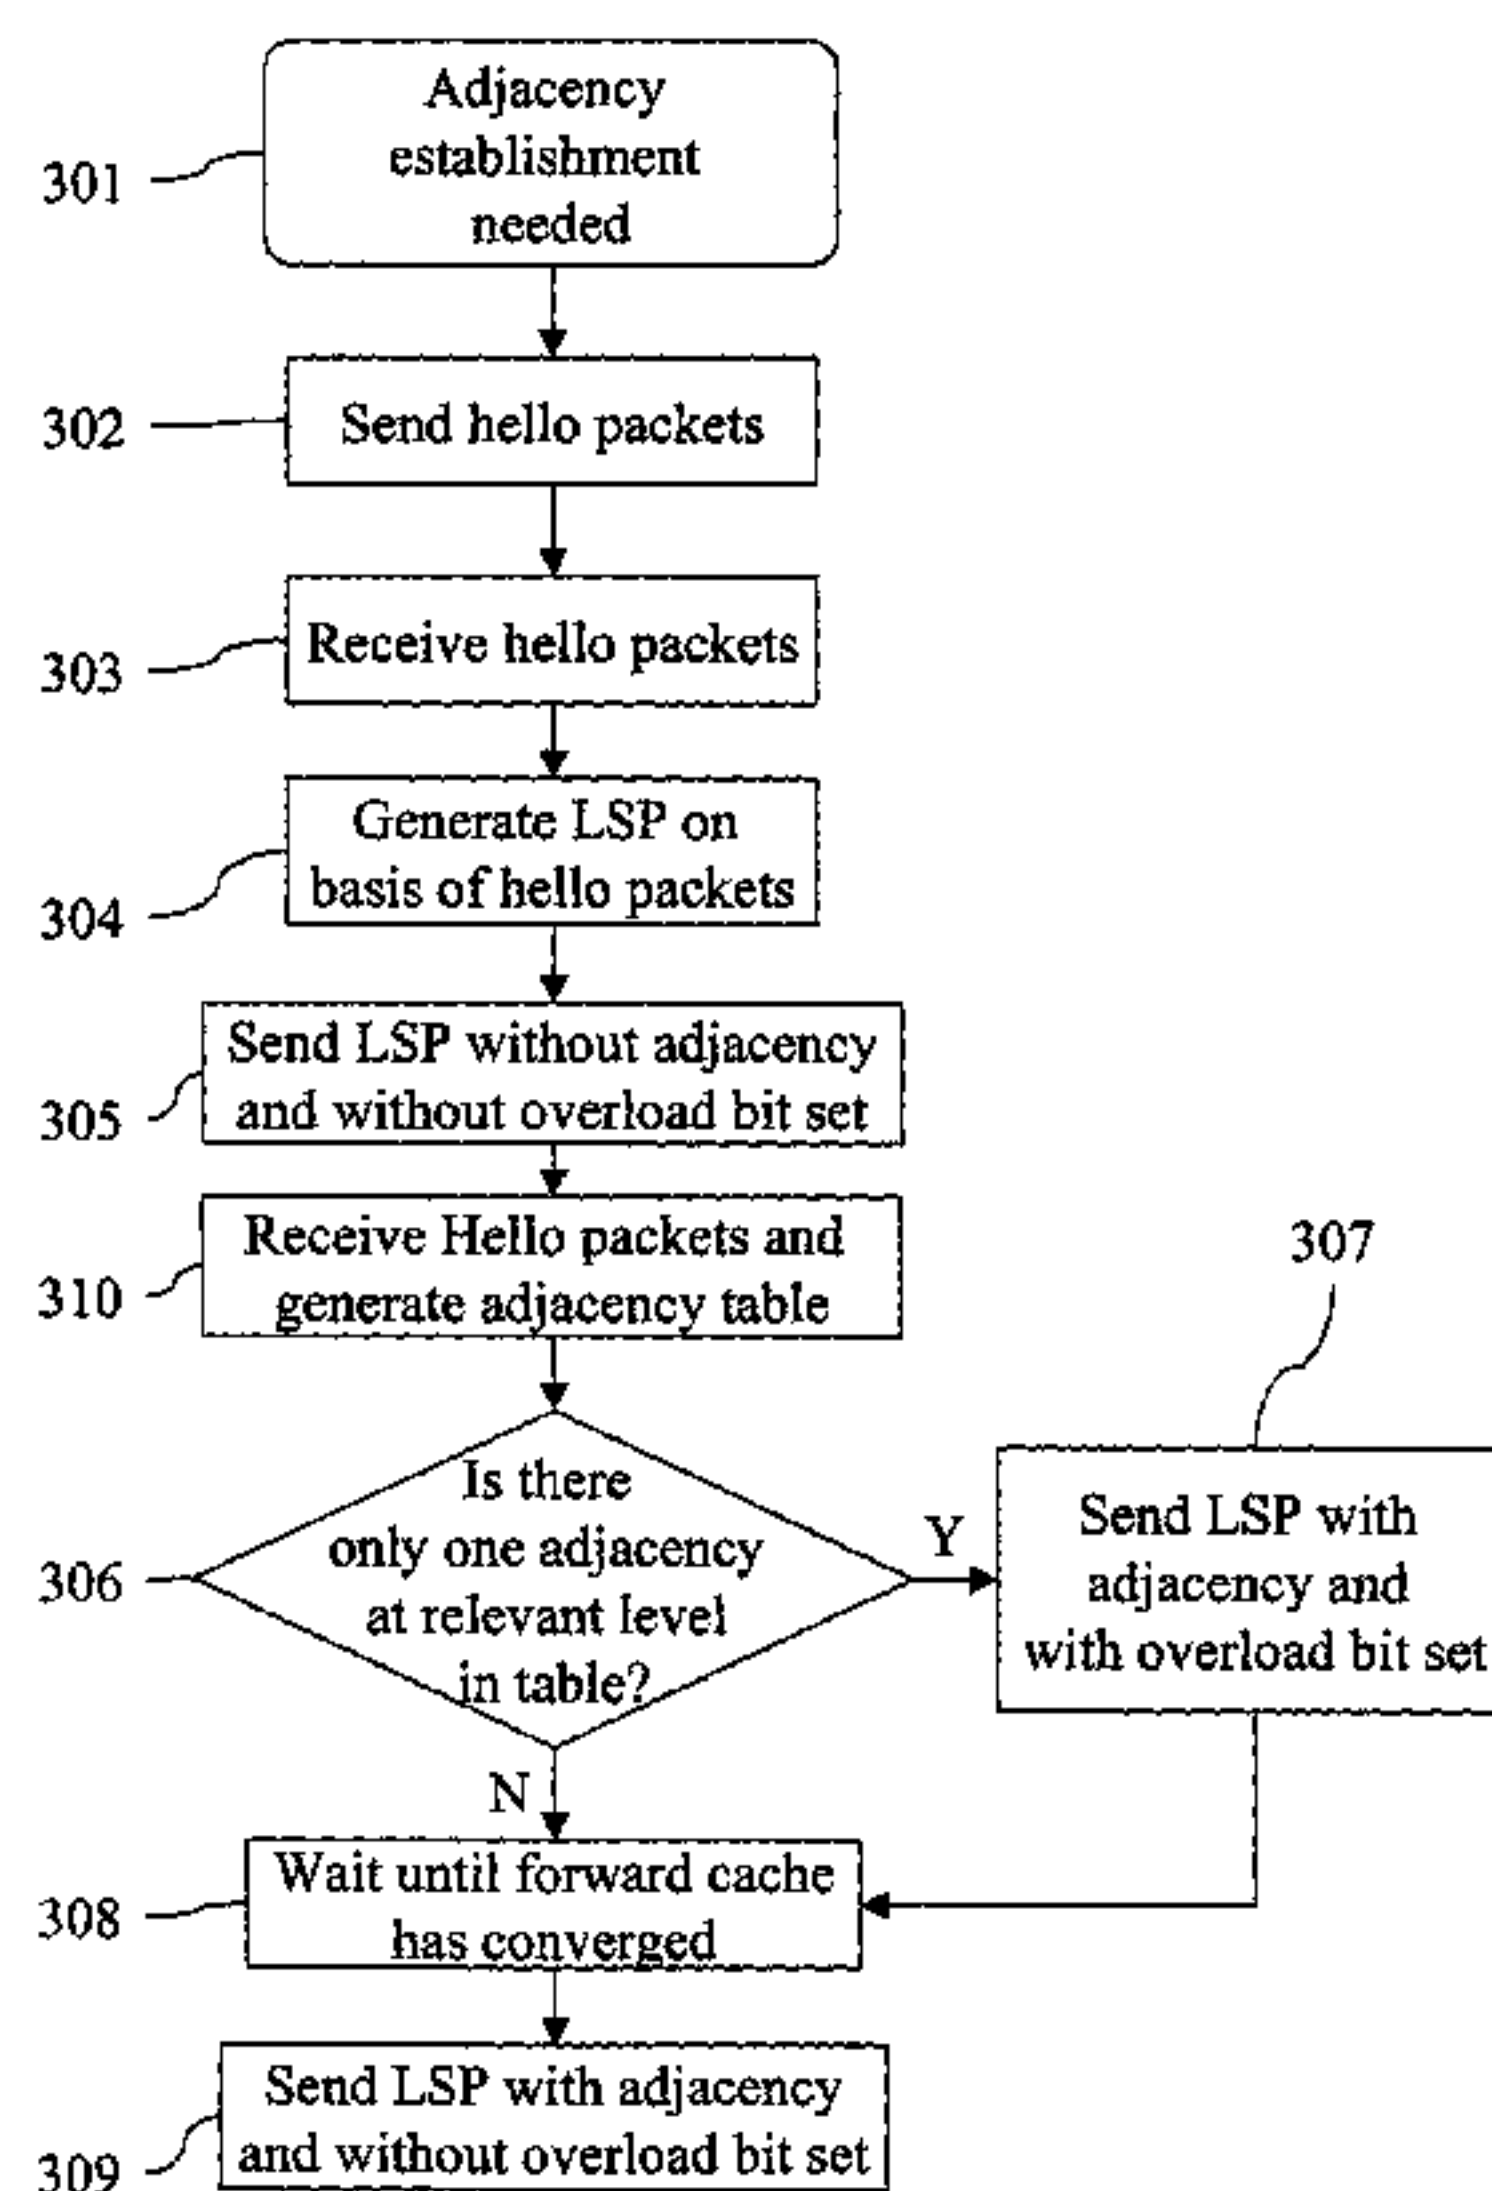 Adjacency
establishment
needed
301
Send hello packets
302
Receive hello packets
303
Generate LSP on
basis of hello packets
304
Send LSP without adjacency
and without overload bit set
305
Receive Hello packets and
generate adjacency table
310
307
Is there
only one adjacency
at relevant level
in table?
306
Y
Send LSP with
adjacency and
with overload bit set
N
Wait until forward cache
has converged
308
Send LSP with adjacency
and without overload bit set
309